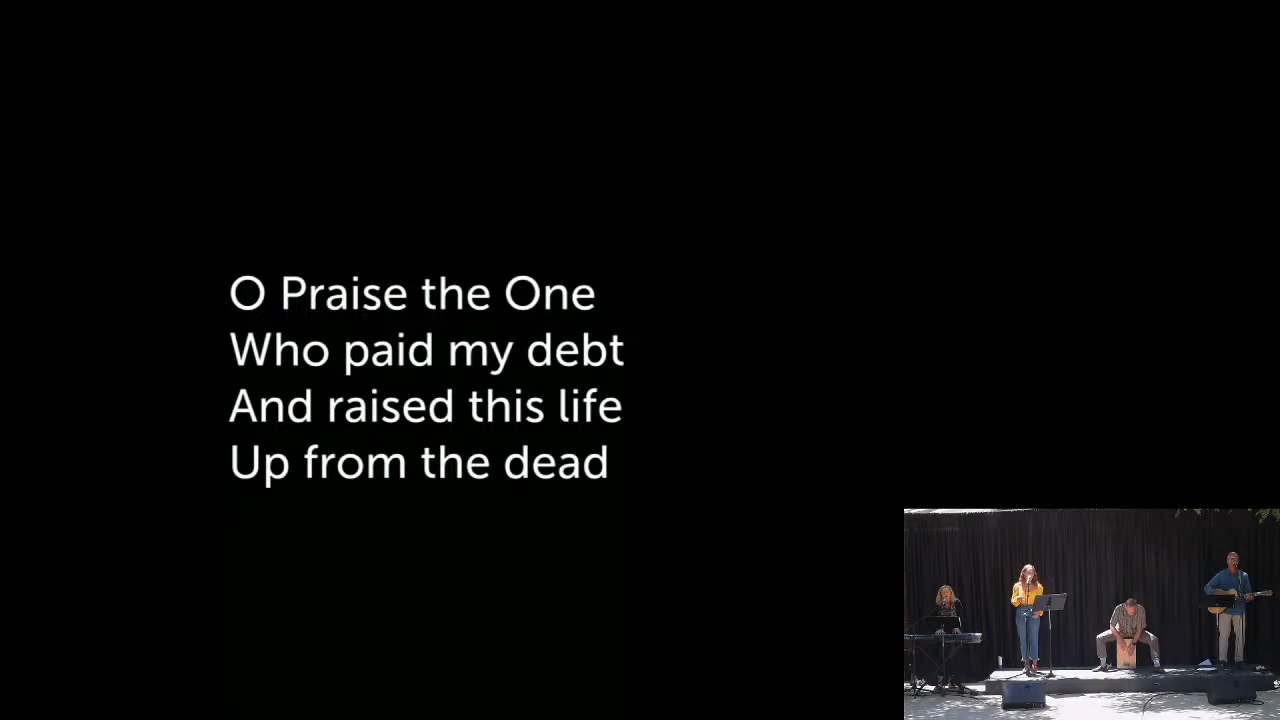 O Praise the One
Who paid my debt
And raised this life
Up from the dead